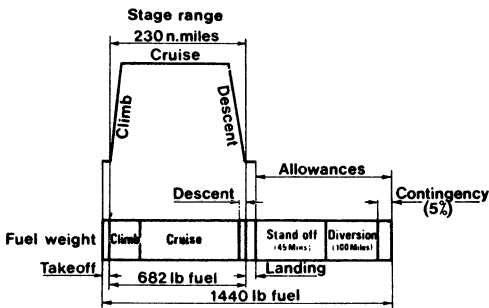 Stage range
230 n.miles
Cruise
Climb
Descent
Allowances
Descent
Contingency
(5%)
Fuel weight
Climb
Cruise
Stand off
(45 Mins)
Diversion
(100 Miles)
Takeoff
682 lb fuel
Landing
1440 lb fuel